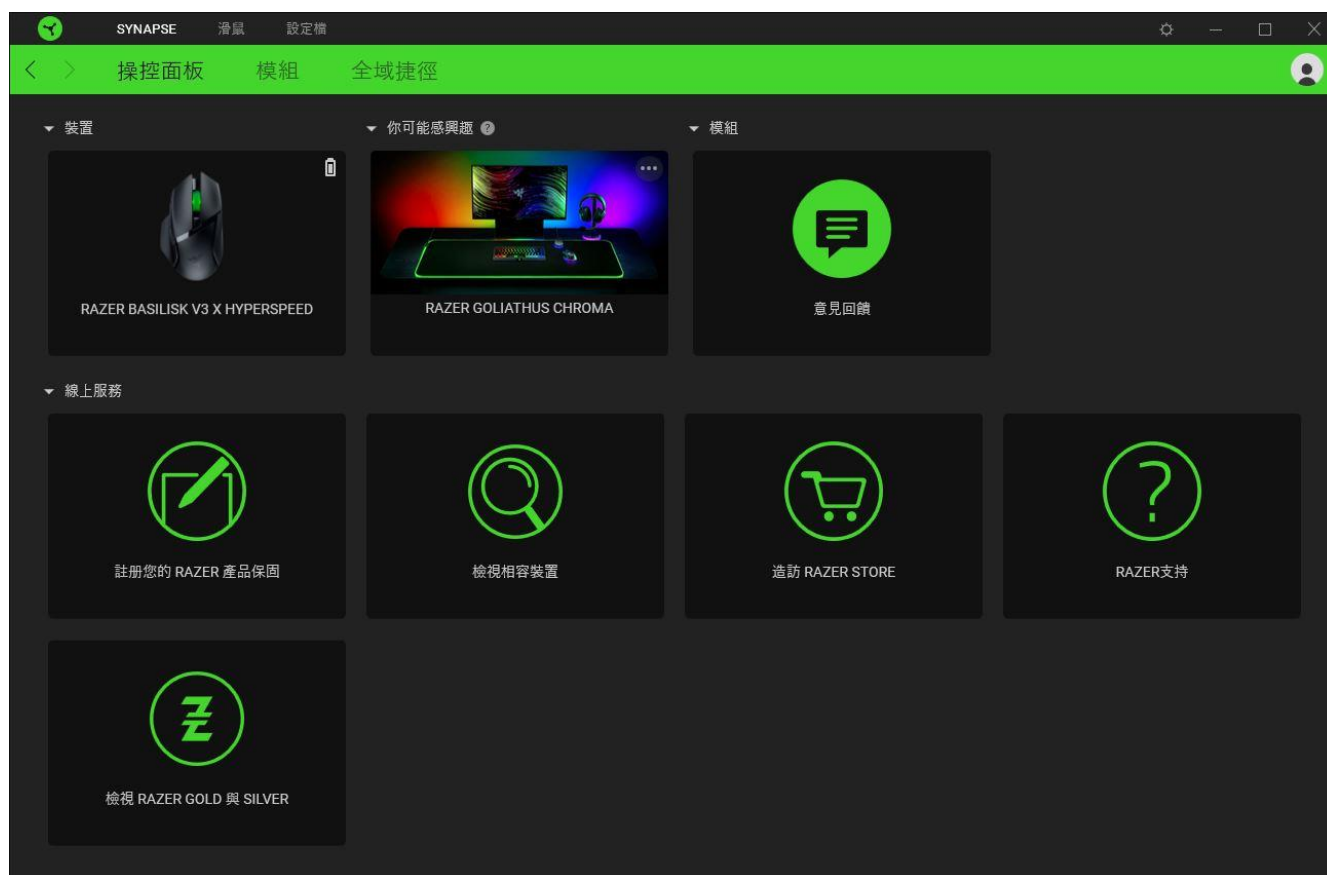 SYNAPSE 滑鼠 設定檔
操控面板 模組 全域捷徑
裝置
你可能感興趣 ?
模組
RAZER BASILISK V3 X HYPERSPEED
RAZER GOLIATHUS CHROMA
意見回饋
線上服務
註冊您的 RAZER 產品保固
檢視相容裝置
造訪 RAZER STORE
RAZER支持
檢視 RAZER GOLD 與 SILVER